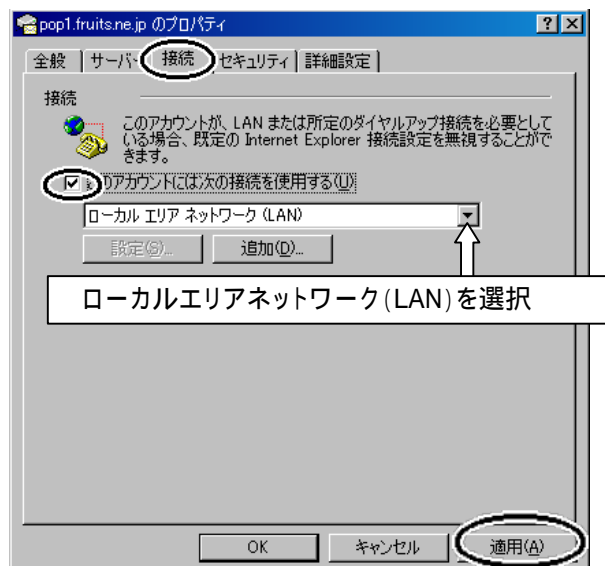 pop1.fruits.ne.jp のプロパティ
全般 サーバー 接続 セキュリティ 詳細設定
接続
このアカウントが、LAN または所定のダイヤルアップ接続を必要として
いる場合、既定の Internet Explorer 接続設定を無視することがで
きます。
このアカウントには次の接続を使用する(U)
ローカル エリア ネットワーク (LAN)
設定(S)... 追加(D)...
ローカルエリアネットワーク(LAN)を選択
OK キャンセル 適用(A)